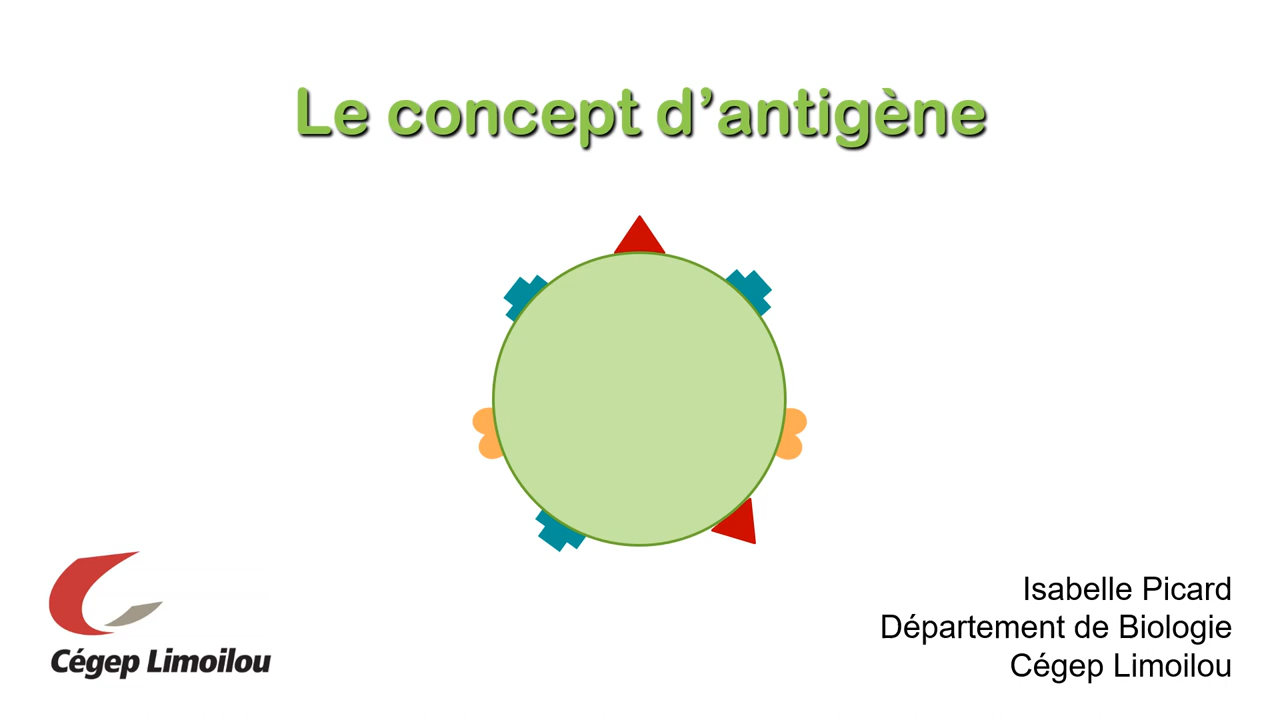 Le concept d’antigène
Isabelle Picard
Département de Biologie
Cégep Limoilou
Cégep Limoilou